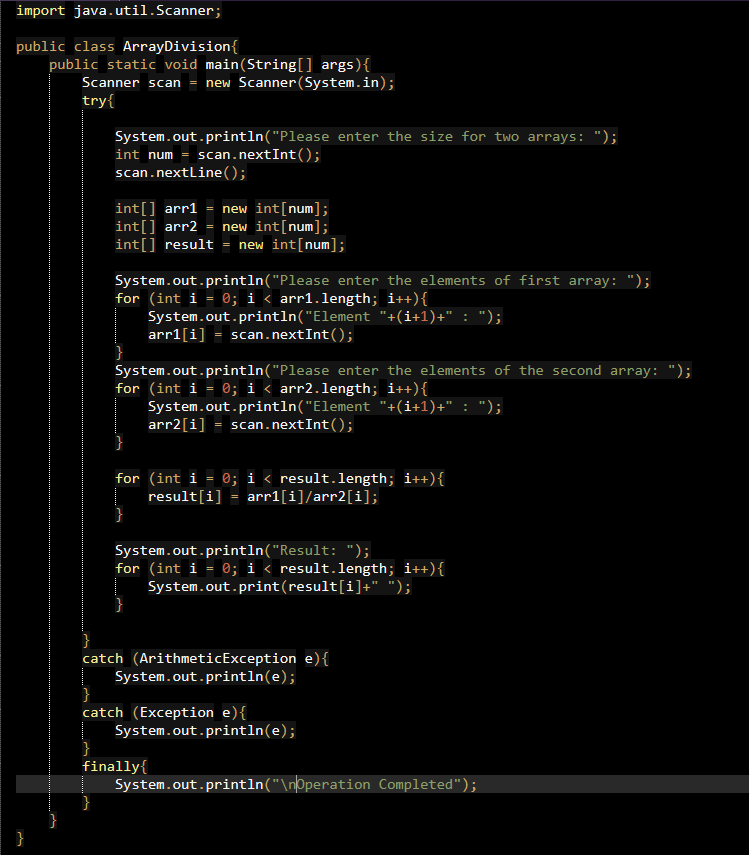 import java.util.Scanner;
public class ArrayDivision{
public static void main(String[] args){
Scanner scan = new Scanner(System.in);
try{
System.out.println("Please enter the size for two arrays: ");
int num = scan.nextInt();
scan.nextLine();
int[] arr1 = new int[num];
int[] arr2 = new int[num];
int[] result = new int[num];
System.out.println("Please enter the elements of first array: ");
for (int i = 0; i < arr1.length; i++){
System.out.println("Element "+(i+1)+" : ");
arr1[i] = scan.nextInt();
}
System.out.println("Please enter the elements of the second array: ");
for (int i = 0; i < arr2.length; i++){
System.out.println("Element "+(i+1)+" : ");
arr2[i] = scan.nextInt();
}
for (int i = 0; i < result.length; i++){
result[i] = arr1[i]/arr2[i];
}
System.out.println("Result: ");
for (int i = 0; i < result.length; i++){
System.out.print(result[i]+" ");
}
}
catch (ArithmeticException e){
System.out.println(e);
}
catch (Exception e){
System.out.println(e);
}
finally{
System.out.println("\nOperation Completed");
}
}
}